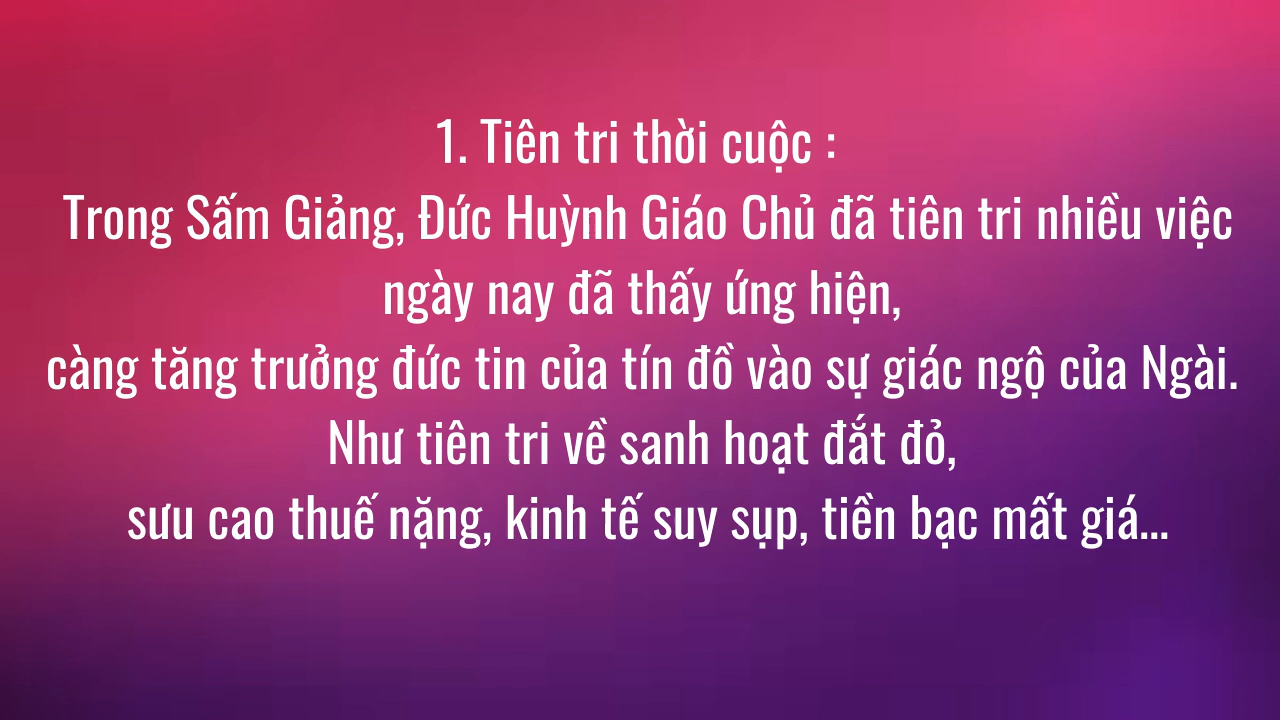 1. Tiên tri thời cuộc :
Trong Sấm Giảng, Đức Huỳnh Giáo Chủ đã tiên tri nhiều việc
ngày nay đã thấy ứng hiện,
càng tăng trưởng đức tin của tín đồ vào sự giác ngộ của Ngài.
Như tiên tri về sanh hoạt đắt đỏ,
sưu cao thuế nặng, kinh tế suy sụp, tiền bạc mất giá...